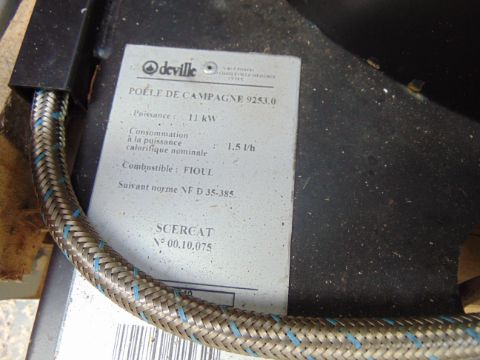 deville
POÊLE DE CAMPAGNE 9253.0
Puissance : 11 kW
Consommation
à la puissance : 1.5 l/h
calorifique nominale
Combustible : FIOUL
Suivant norme NF D 35-385
SCERCAT
N° 00.10.075